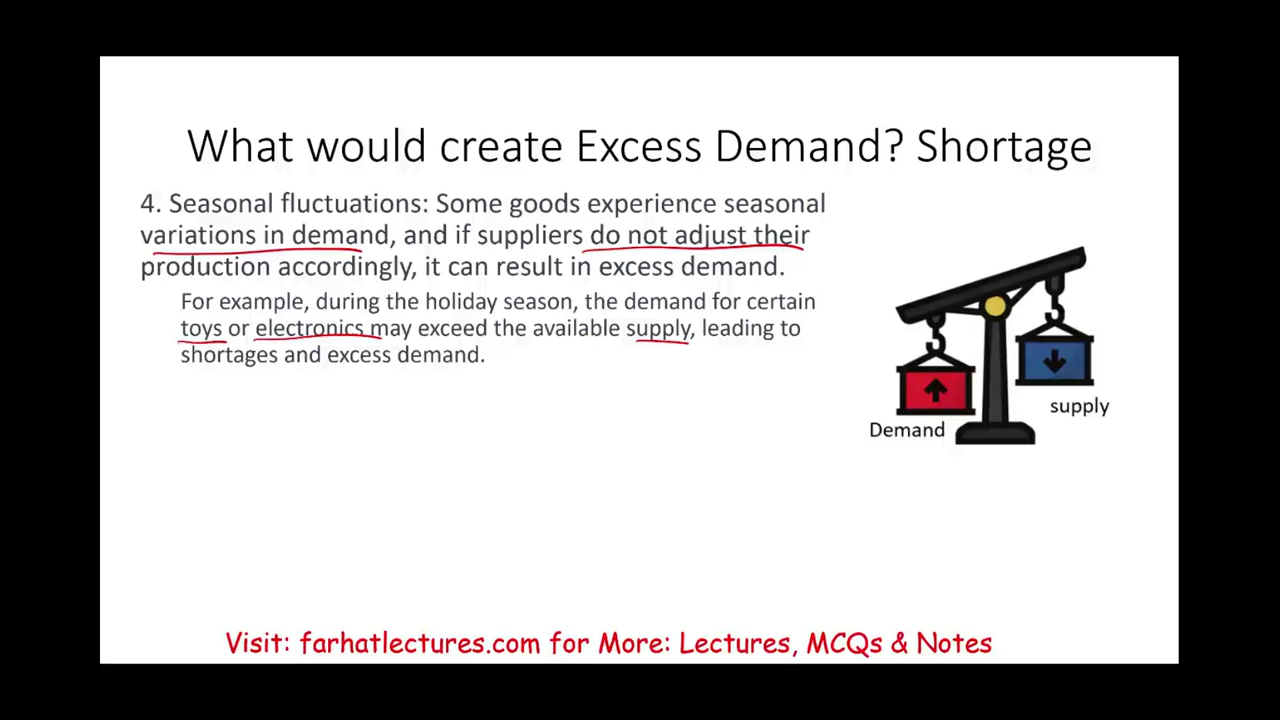 What would create Excess Demand? Shortage
4. Seasonal fluctuations: Some goods experience seasonal
variations in demand, and if suppliers do not adjust their
production accordingly, it can result in excess demand.
For example, during the holiday season, the demand for certain
toys or electronics may exceed the available supply, leading to
shortages and excess demand.
supply
Demand
Visit: farhatlectures.com for More: Lectures, MCQs & Notes